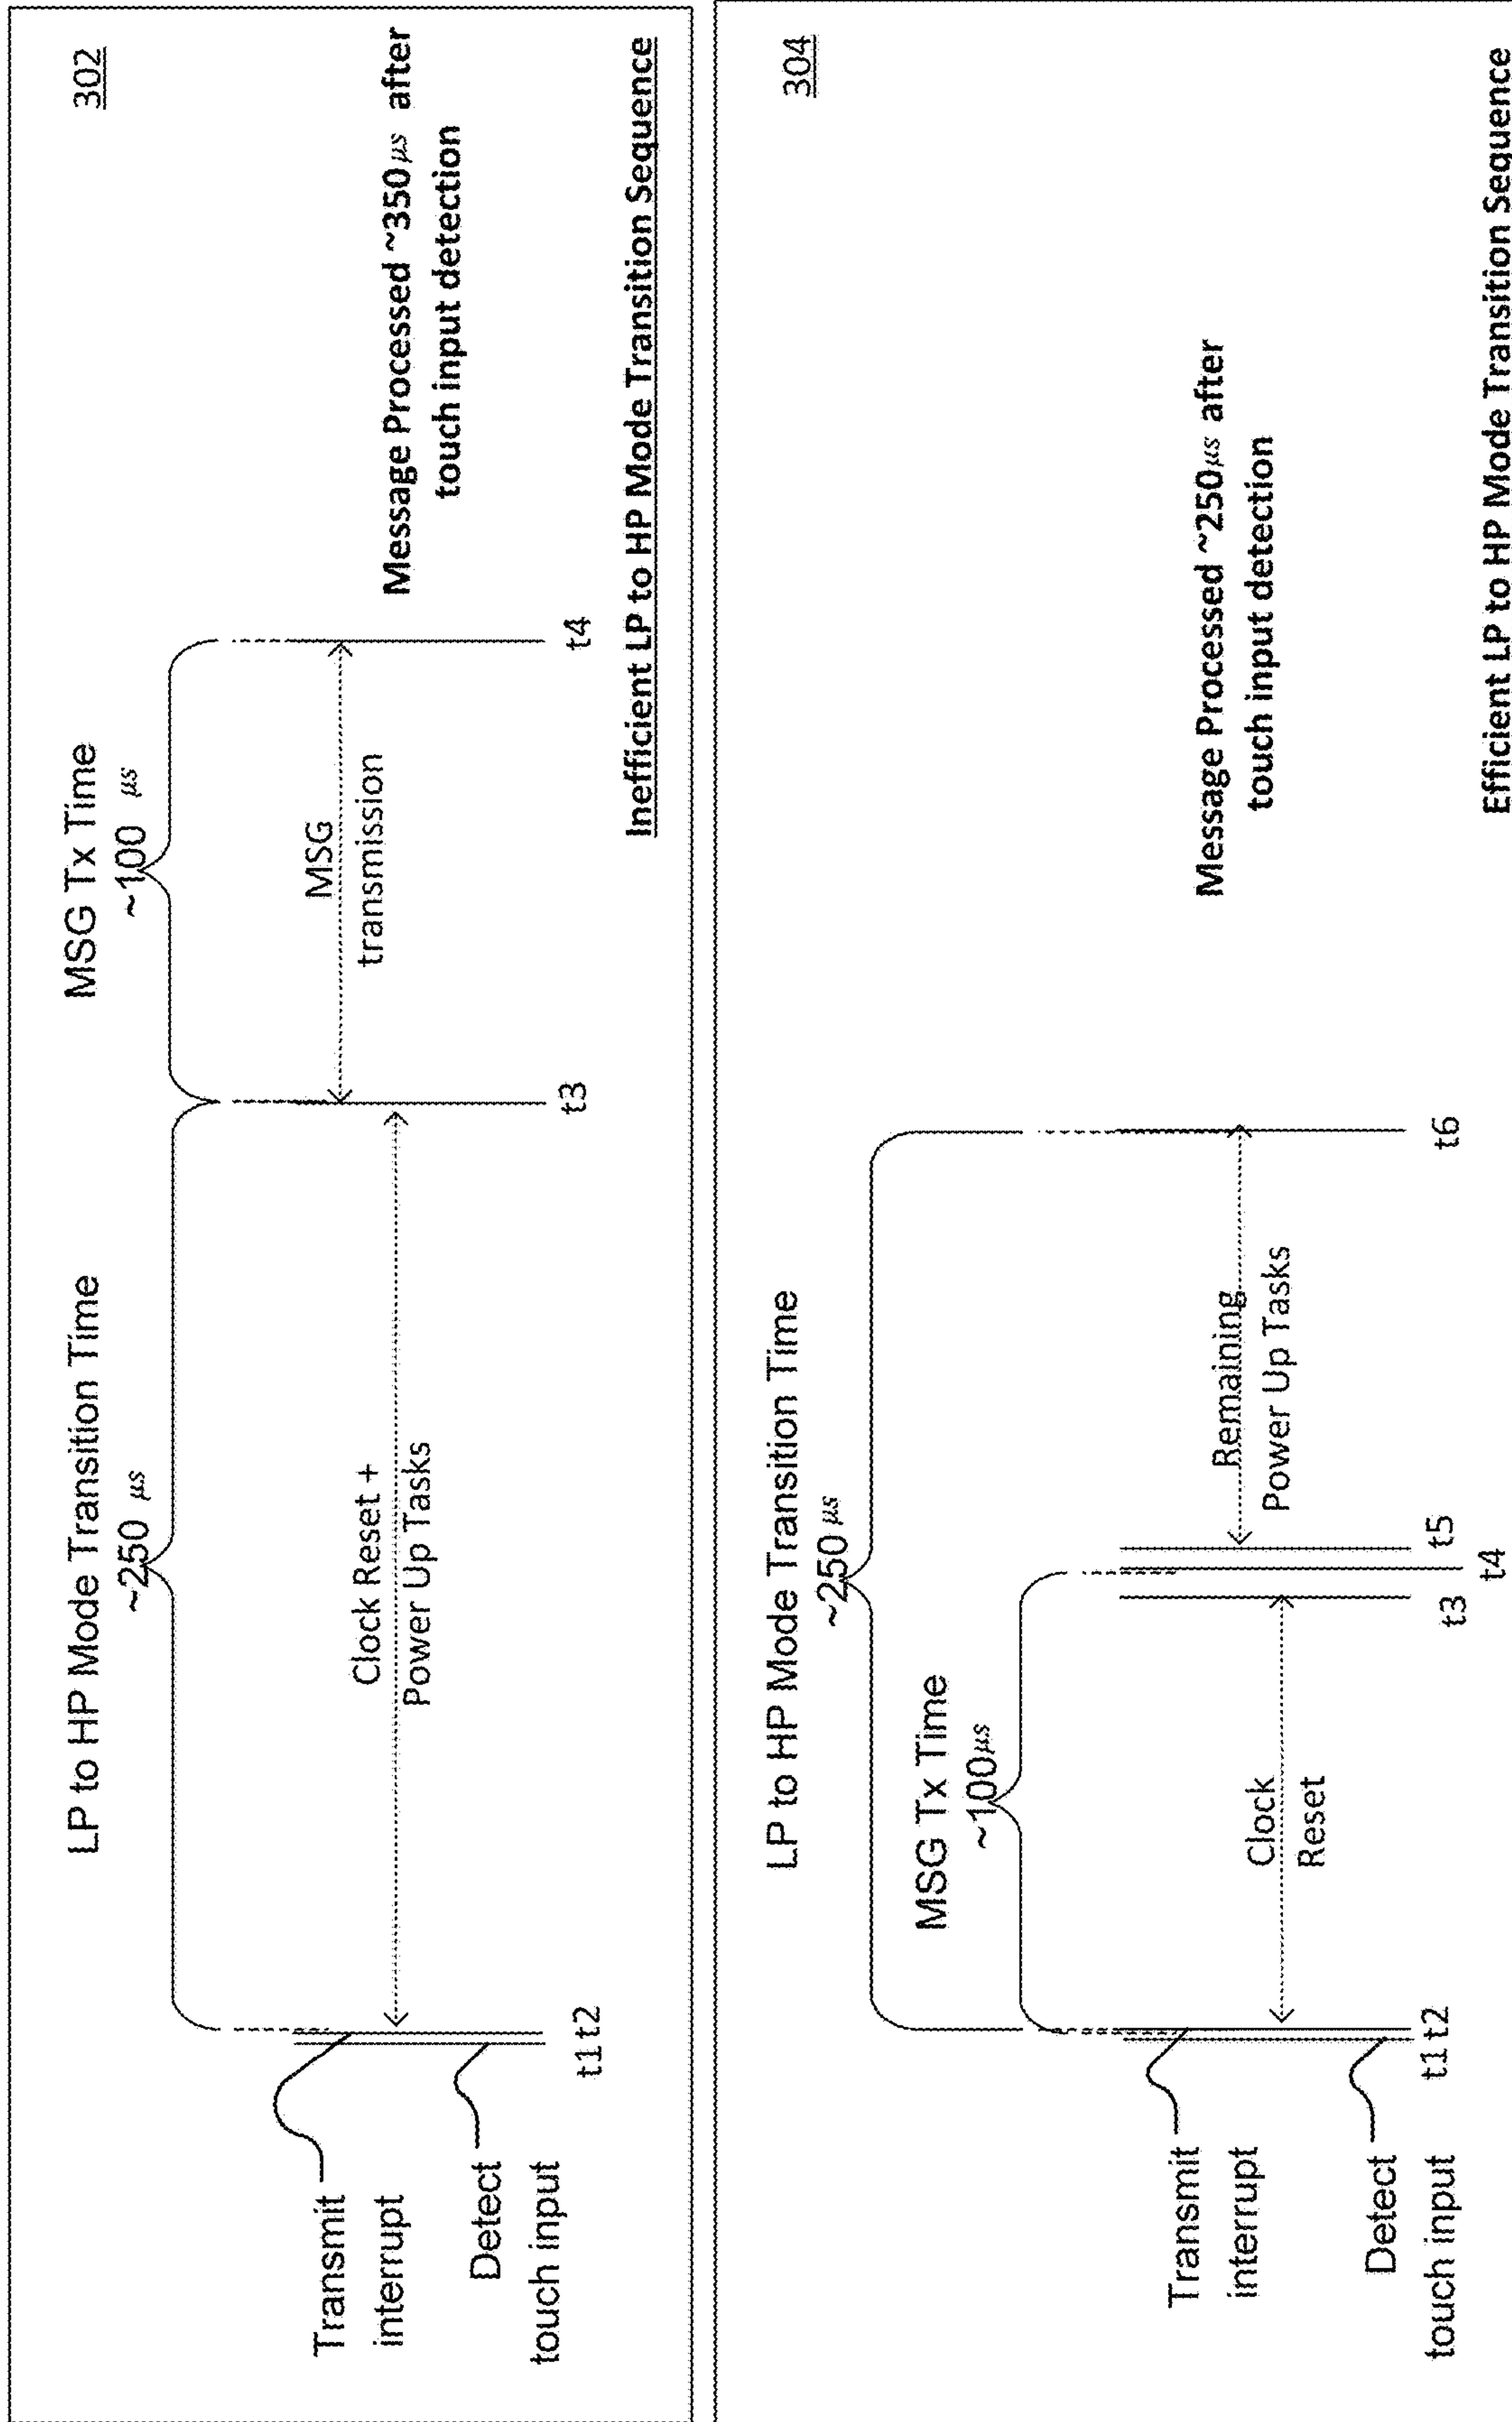 302
LP to HP Mode Transition Time
~250 μs
MSG Tx Time
~100 μs
Transmit
interrupt
Detect
touch input
Clock Reset +
Power Up Tasks
MSG
transmission
t1 t2
t3
t4
Message Processed ~350μs after
touch input detection
Inefficient LP to HP Mode Transition Sequence
304
LP to HP Mode Transition Time
~250 μs
MSG Tx Time
~100μs
Transmit
interrupt
Detect
touch input
Clock
Reset
Remaining
Power Up Tasks
t1 t2
t3
t4
t5
t6
Message Processed ~250μs after
touch input detection
Efficient LP to HP Mode Transition Sequence